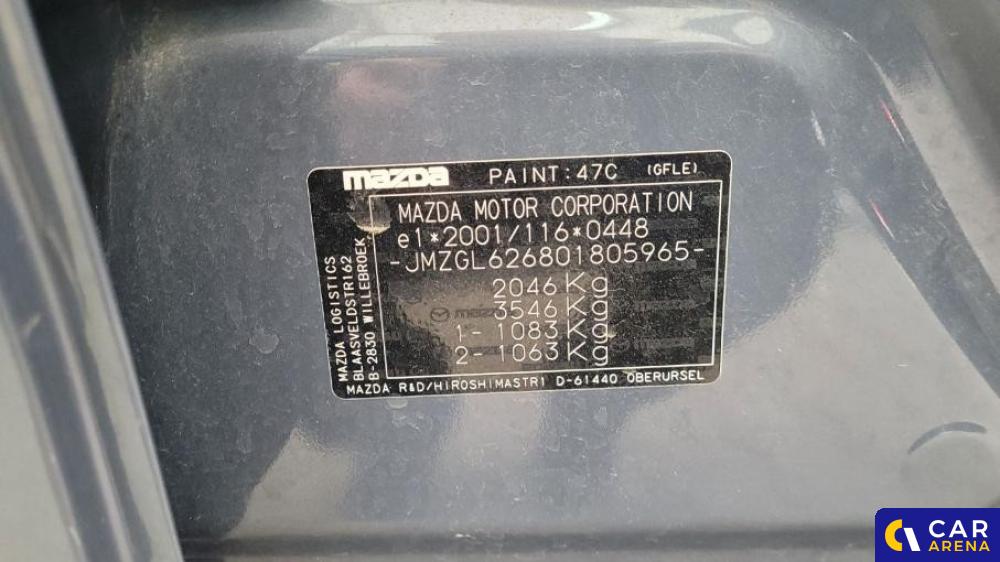 mazda PAINT: 47C (GFLE)
MAZDA MOTOR CORPORATION
e1*2001/116*0448
-JMZGL626801805965-
2046 Kg
3546 Kg
1- 1083 Kg
2- 1063 Kg
MAZDA LOGISTICS
BLAASVELDSTR162
B-2830 WILLEBROEK
MAZDA R&D/HIROSHIMASTR1 D-61440 OBERURSEL
CAR
ARENA